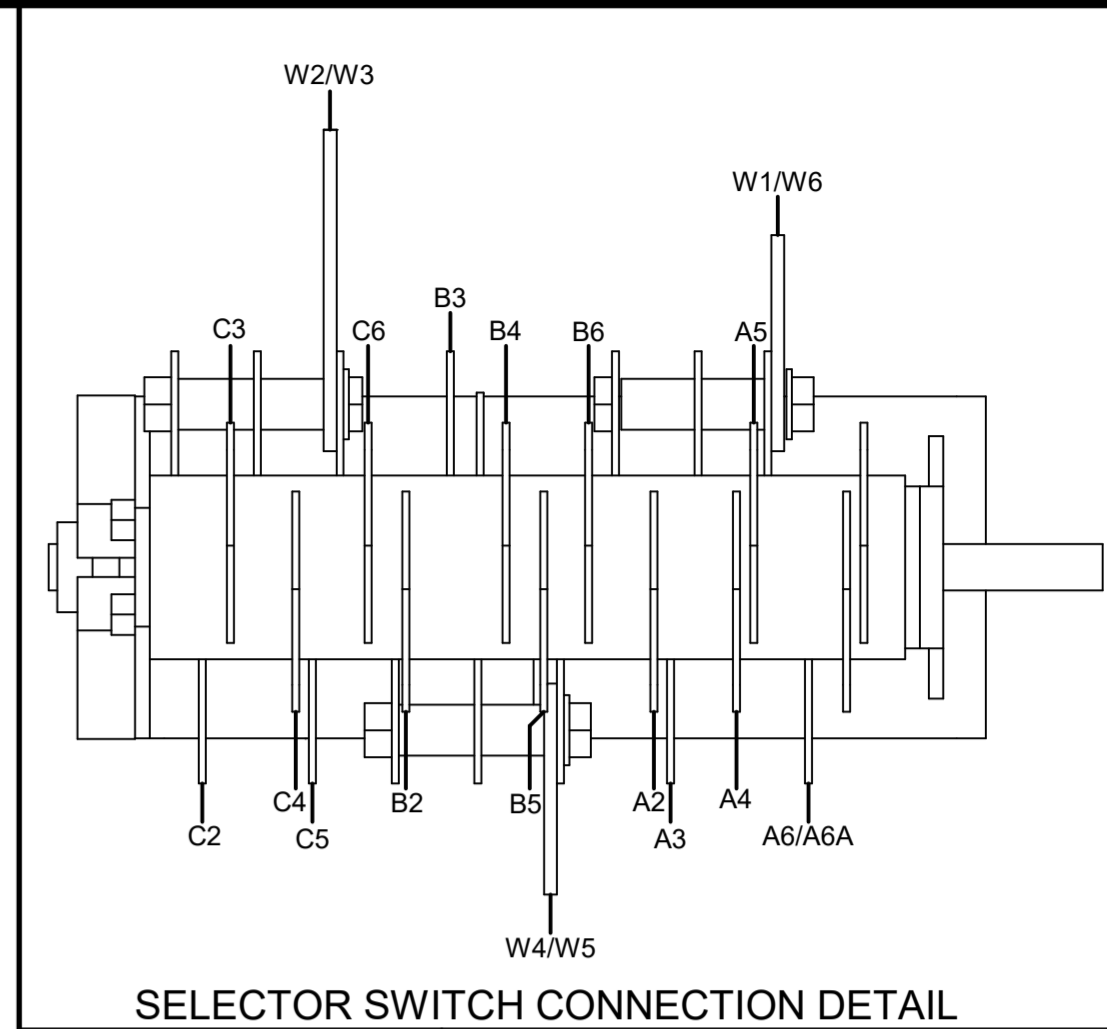 W2/W3
W1/W6
B3
C3
C6
B4
B6
A5
C4
B2
B5
A2
A4
C2
C5
A3
A6/A6A
W4/W5
SELECTOR SWITCH CONNECTION DETAIL